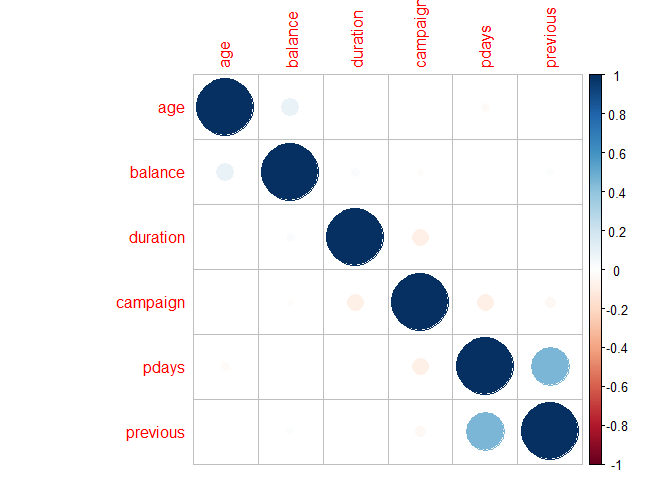 age
balance
duration
campaign
pdays
previous
age
balance
duration
campaign
pdays
previous
1
0.8
0.6
0.4
0.2
0
-0.2
-0.4
-0.6
-0.8
-1